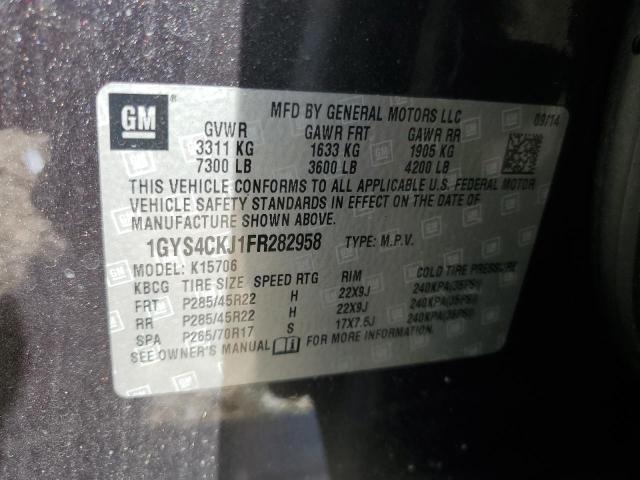 GM ®
MFD BY GENERAL MOTORS LLC 09/14
GVWR GAWR FRT GAWR RR
3311 KG 1633 KG 1905 KG
7300 LB 3600 LB 4200 LB
THIS VEHICLE CONFORMS TO ALL APPLICABLE U.S. FEDERAL MOTOR
VEHICLE SAFETY STANDARDS IN EFFECT ON THE DATE OF
MANUFACTURE SHOWN ABOVE.
1GYS4CKJ1FR282958 TYPE: M.P.V.
MODEL: K15706
KBCG TIRE SIZE SPEED RTG RIM COLD TIRE PRESSURE
FRT P285/45R22 H 22X9J 240KPA(35PSI)
RR P285/45R22 H 22X9J 240KPA(35PSI)
SPA P265/70R17 S 17X7.5J 240KPA(35PSI)
SEE OWNER'S MANUAL FOR MORE INFORMATION.